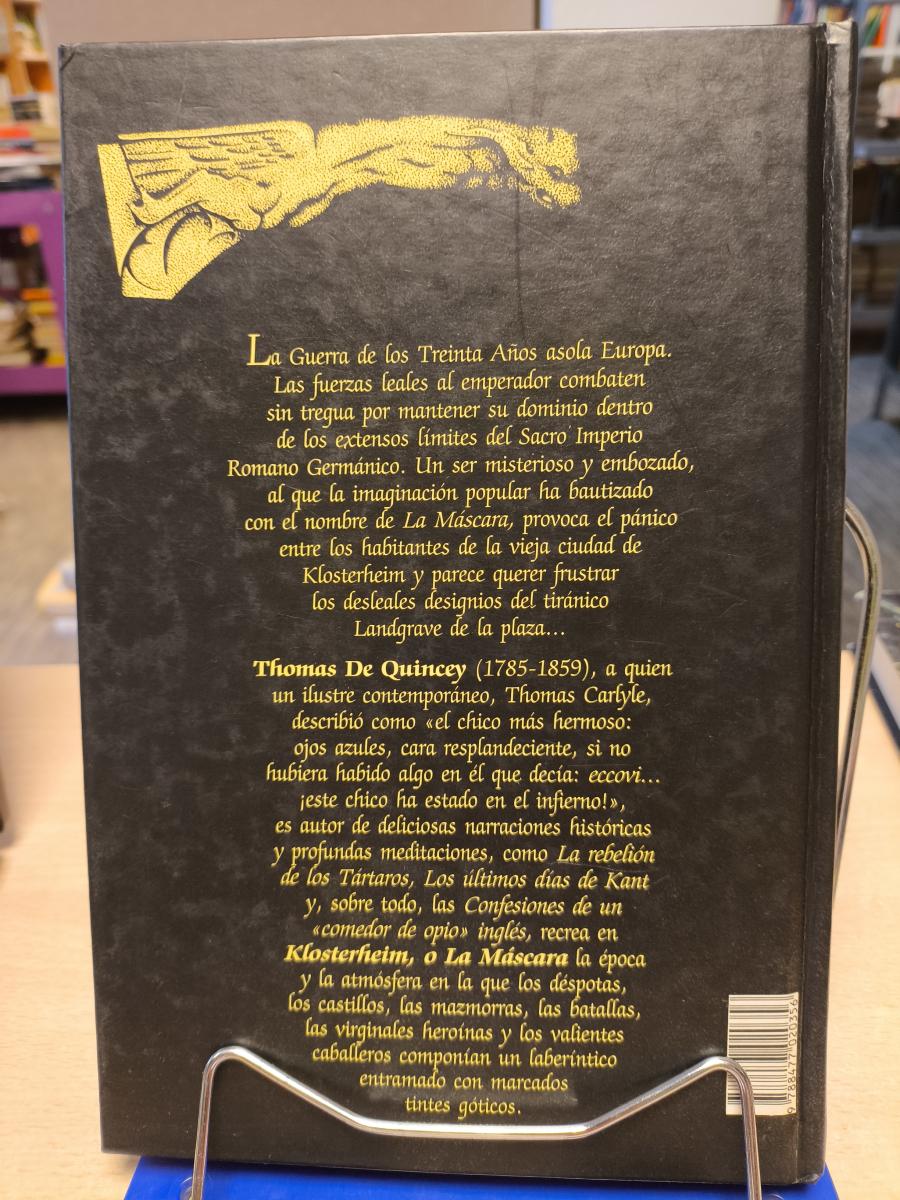 La Guerra de los Treinta Años asola Europa.
Las fuerzas leales al emperador combaten
sin tregua por mantener su dominio dentro
de los extensos límites del Sacro Imperio
Romano Germánico. Un ser misterioso y embozado,
al que la imaginación popular ha bautizado
con el nombre de La Máscara, provoca el pánico
entre los habitantes de la vieja ciudad de
Klosterheim y parece querer frustrar
los desleales designios del tiránico
Landgrave de la plaza...
Thomas De Quincey (1785-1859), a quien
un ilustre contemporáneo, Thomas Carlyle,
describió como «el chico más hermoso:
ojos azules, cara resplandeciente, si no
hubiera habido algo en él que decía: eccovi...
¡este chico ha estado en el infierno!»,
es autor de deliciosas narraciones históricas
y profundas meditaciones, como La rebelión
de los Tártaros, Los últimos días de Kant
y, sobre todo, las Confesiones de un
«comedor de opio» inglés, recrea en
Klosterheim, o La Máscara la época
y la atmósfera en la que los déspotas,
los castillos, las mazmorras, las batallas,
las virginales heroínas y los valientes
caballeros componían un laberíntico
entramado con marcados
tintes góticos.
9 788477 020356